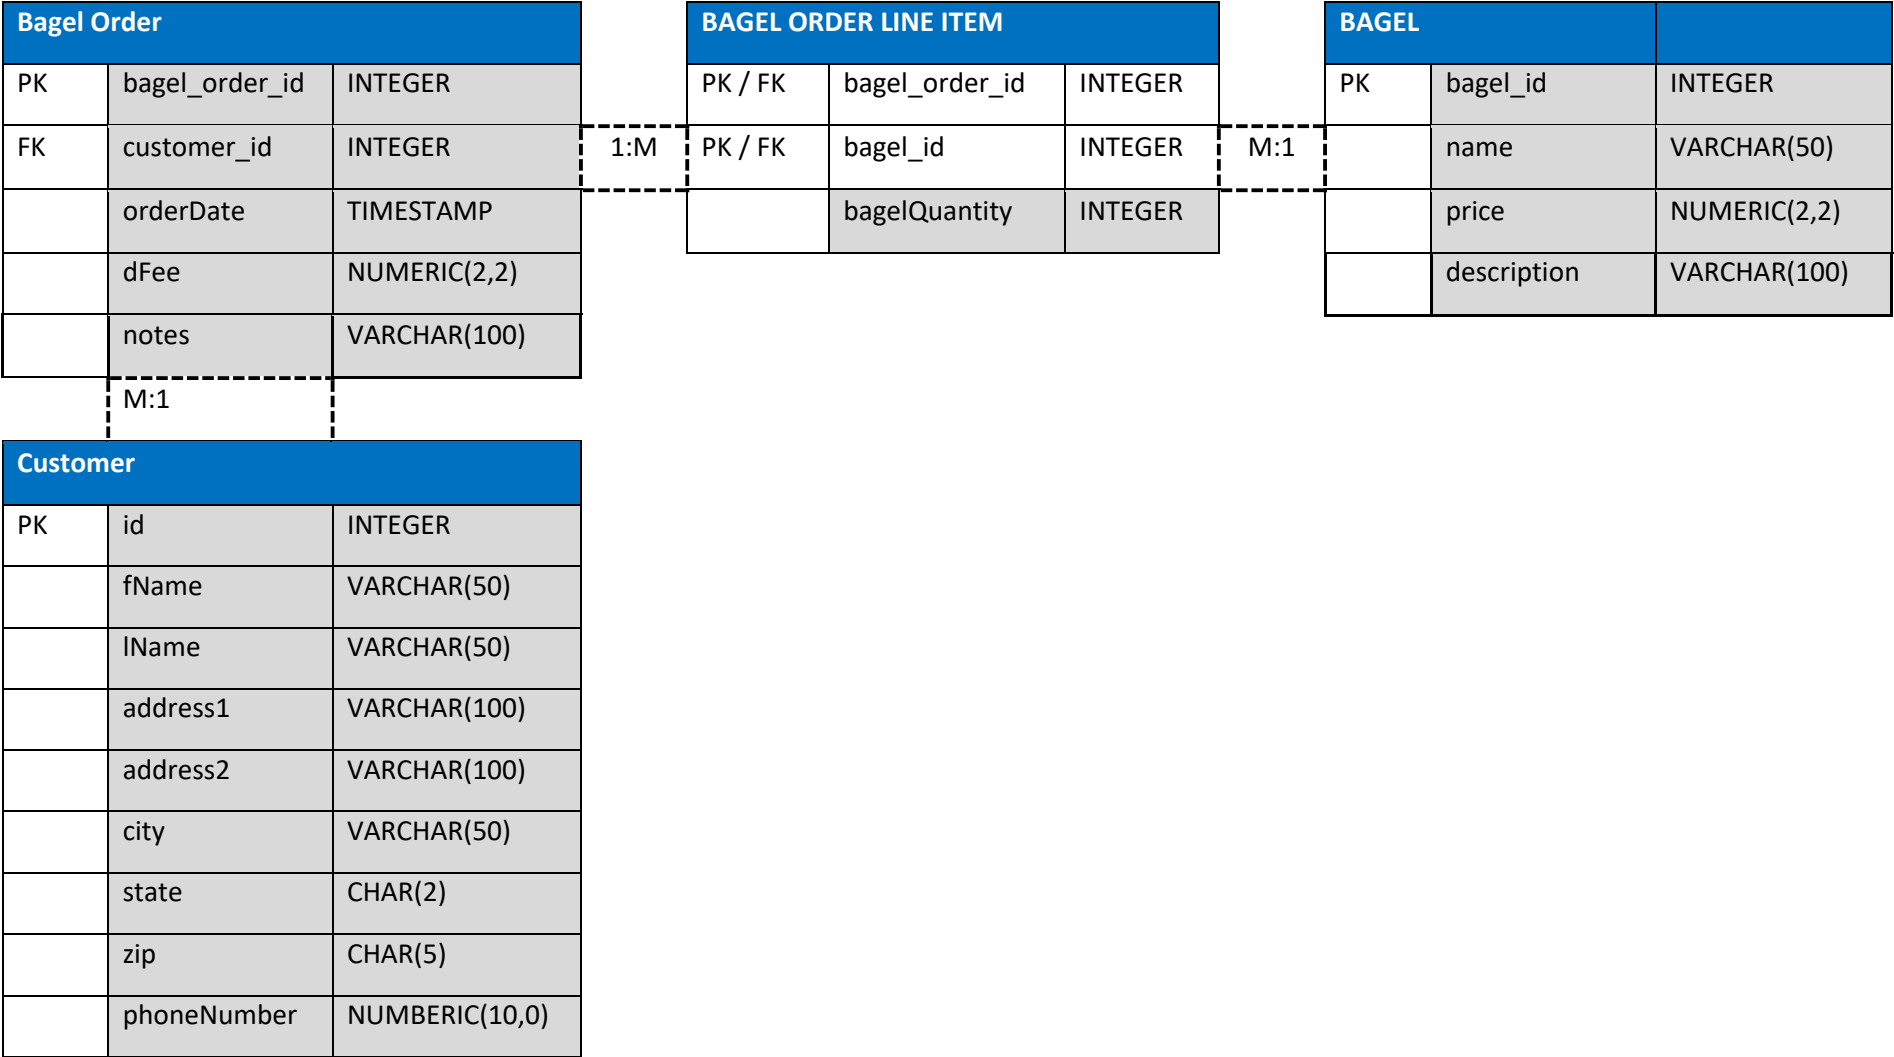 Bagel Order
PK bagel_order_id INTEGER
FK customer_id INTEGER
orderDate TIMESTAMP
dFee NUMERIC(2,2)
notes VARCHAR(100)
1:M
BAGEL ORDER LINE ITEM
PK / FK bagel_order_id INTEGER
PK / FK bagel_id INTEGER
bagelQuantity INTEGER
M:1
BAGEL
PK bagel_id INTEGER
name VARCHAR(50)
price NUMERIC(2,2)
description VARCHAR(100)
M:1
Customer
PK id INTEGER
fName VARCHAR(50)
lName VARCHAR(50)
address1 VARCHAR(100)
address2 VARCHAR(100)
city VARCHAR(50)
state CHAR(2)
zip CHAR(5)
phoneNumber NUMBERIC(10,0)